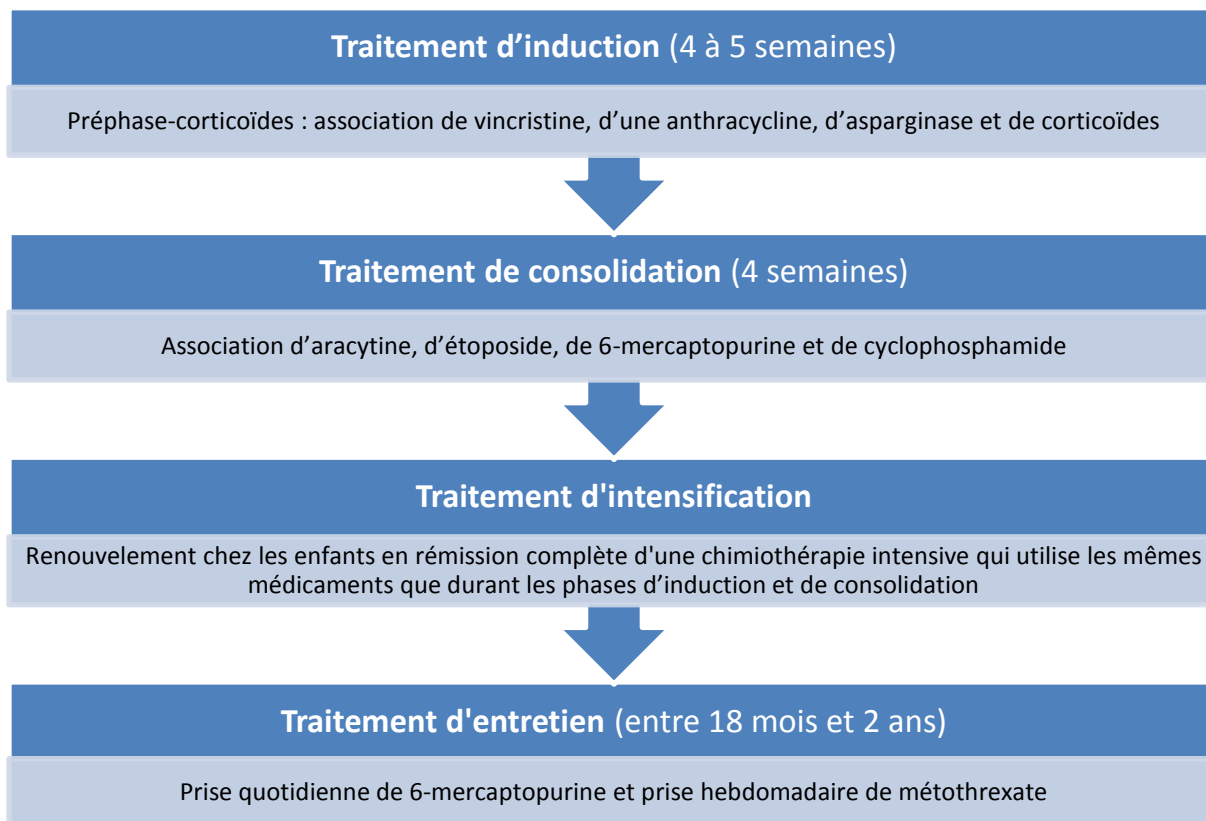 Traitement d’induction (4 à 5 semaines)
Préphase-corticoïdes : association de vincristine, d’une anthracycline, d’asparginase et de corticoïdes
Traitement de consolidation (4 semaines)
Association d’aracytine, d’étoposide, de 6-mercaptopurine et de cyclophosphamide
Traitement d'intensification
Renouvelement chez les enfants en rémission complète d'une chimiothérapie intensive qui utilise les mêmes
médicaments que durant les phases d’induction et de consolidation
Traitement d'entretien (entre 18 mois et 2 ans)
Prise quotidienne de 6-mercaptopurine et prise hebdomadaire de métothrexate